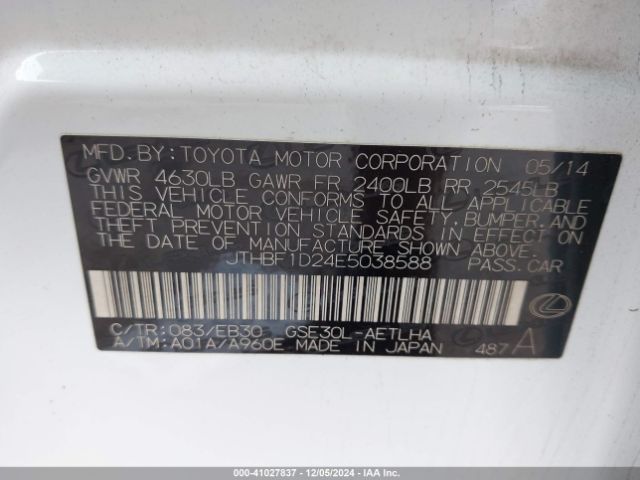 MFD. BY: TOYOTA MOTOR CORPORATION 05/14
GVWR 4630LB GAWR FR 2400LB RR 2545LB
THIS VEHICLE CONFORMS TO ALL APPLICABLE
FEDERAL MOTOR VEHICLE SAFETY, BUMPER, AND
THEFT PREVENTION STANDARDS IN EFFECT ON
THE DATE OF MANUFACTURE SHOWN ABOVE.
JTHBF1D24E5038588 PASS. CAR
C/TR: 083/EB30 GSE30L-AETLHA
A/TM: A01A/A960E MADE IN JAPAN 487 A
000-41027837 - 12/05/2024 - IAA Inc.